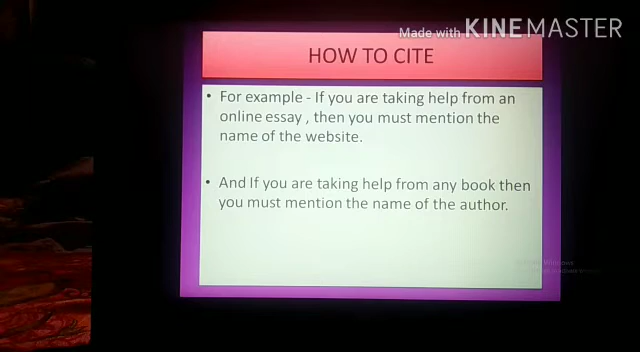 Made with KINEMASTER
HOW TO CITE
• For example - If you are taking help from an
online essay , then you must mention the
name of the website.
• And If you are taking help from any book then
you must mention the name of the author.